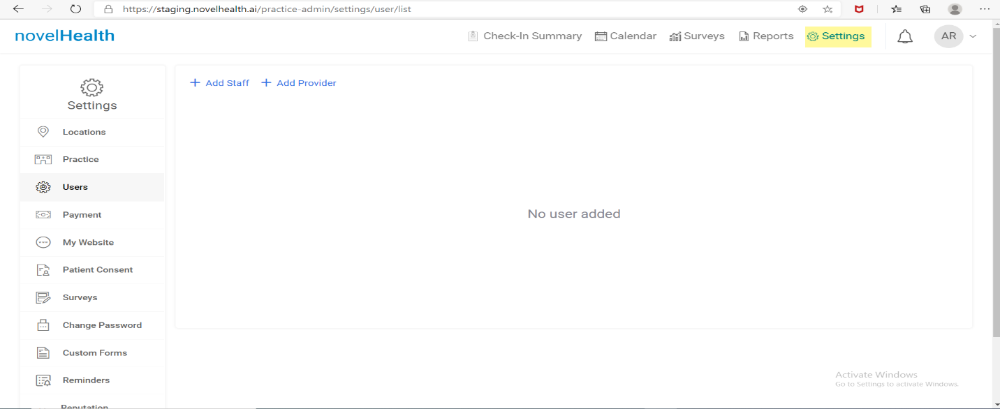 https://staging.novelhealth.ai/practice-admin/settings/user/list
novelHealth
Check-In Summary
Calendar
Surveys
Reports
Settings
AR
Settings
Locations
Practice
Users
Payment
My Website
Patient Consent
Surveys
Change Password
Custom Forms
Reminders
Reputation
+ Add Staff
+ Add Provider
No user added
Activate Windows
Go to Settings to activate Windows.